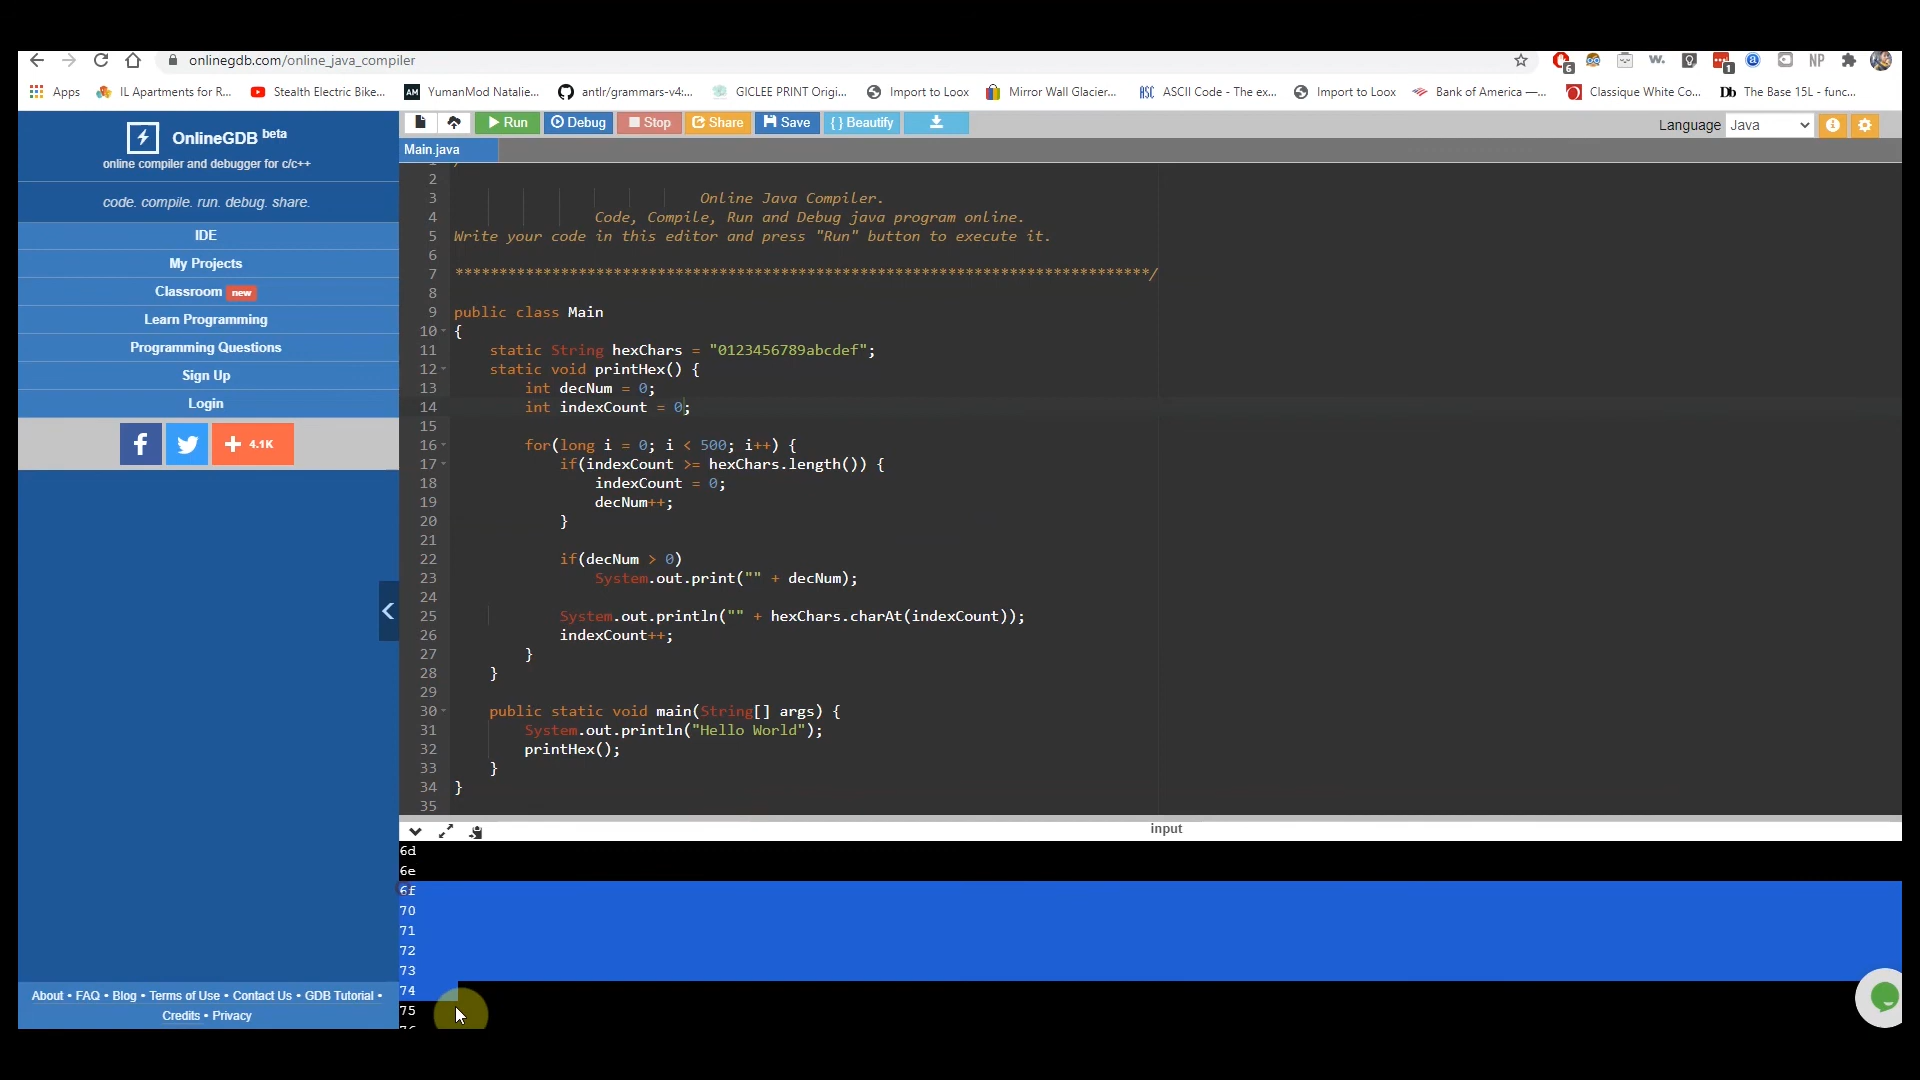 onlinegdb.com/online_java_compiler
6
1
NP
Apps
IL Apartments for R...
Stealth Electric Bike...
AM YumanMod Natalie...
antlr/grammars-v4:...
GICLEE PRINT Origi...
Import to Loox
Mirror Wall Glacier...
ASC ASCII Code - The ex...
Import to Loox
Bank of America —...
Classique White Co...
Db The Base 15L - func...
OnlineGDB beta
online compiler and debugger for c/c++
code. compile. run. debug. share.
IDE
My Projects
Classroom new
Learn Programming
Programming Questions
Sign Up
Login
f
+ 4.1K
About • FAQ • Blog • Terms of Use • Contact Us • GDB Tutorial •
Credits • Privacy
Run
Debug
Stop
Share
Save
{ } Beautify
Language Java
Main.java
2
3 Online Java Compiler.
4 Code, Compile, Run and Debug java program online.
5 Write your code in this editor and press "Run" button to execute it.
6
7 *******************************************************************************/
8
9 public class Main
10 {
11 static String hexChars = "0123456789abcdef";
12 static void printHex() {
13 int decNum = 0;
14 int indexCount = 0;
15
16 for(long i = 0; i < 500; i++) {
17 if(indexCount >= hexChars.length()) {
18 indexCount = 0;
19 decNum++;
20 }
21
22 if(decNum > 0)
23 System.out.print("" + decNum);
24
25 System.out.println("" + hexChars.charAt(indexCount));
26 indexCount++;
27 }
28 }
29
30 public static void main(String[] args) {
31 System.out.println("Hello World");
32 printHex();
33 }
34 }
35
input
6d
6e
6f
70
71
72
73
74
75